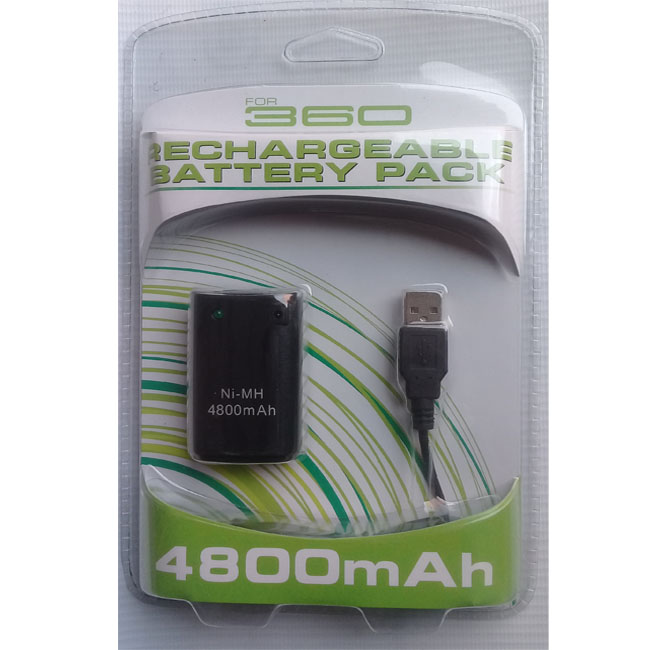 FOR
360
RECHARGEABLE
BATTERY PACK
Ni-MH
4800mAh
4800mAh